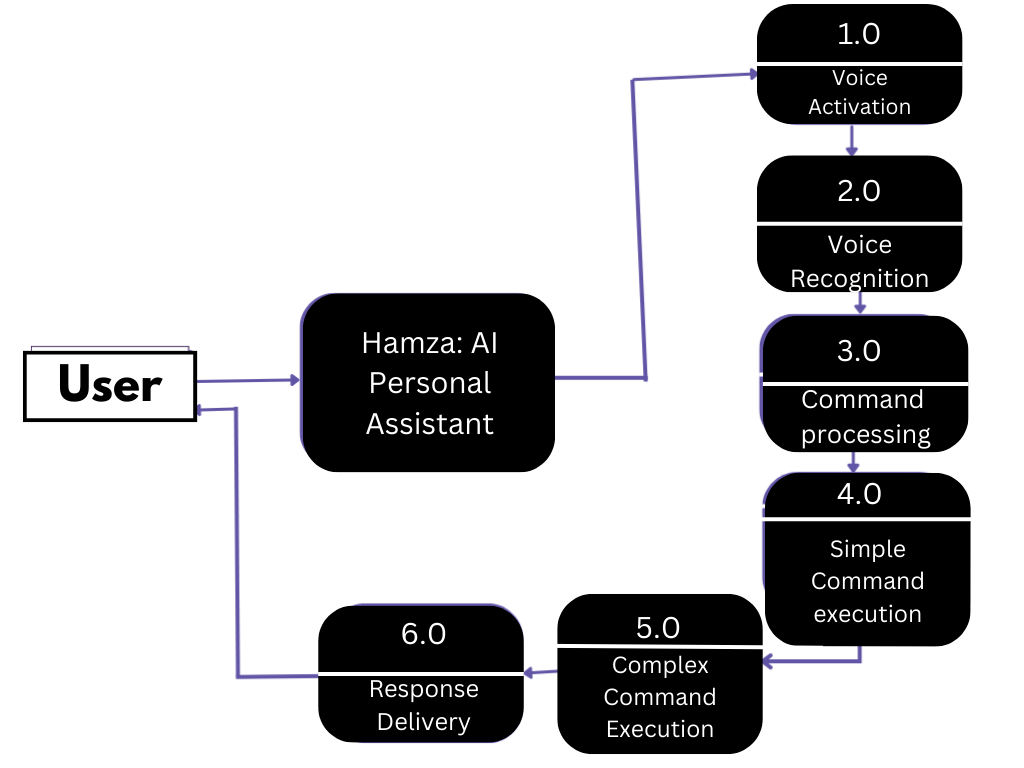 User
Hamza: AI
Personal
Assistant
1.0
Voice
Activation
2.0
Voice
Recognition
3.0
Command
processing
4.0
Simple
Command
execution
5.0
Complex
Command
Execution
6.0
Response
Delivery